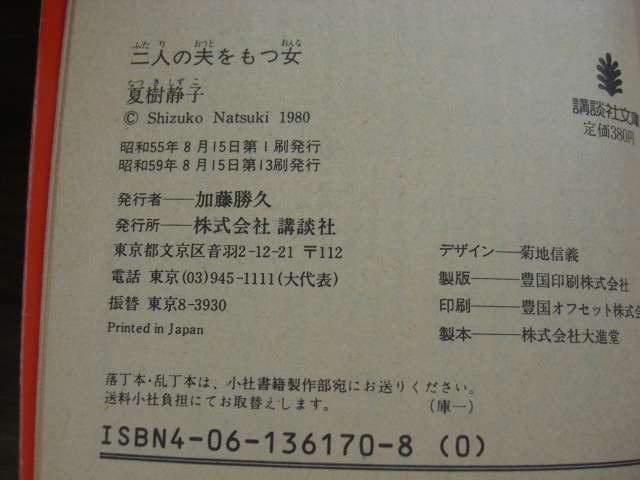 二人の夫をもつ女
夏樹静子
© Shizuko Natsuki 1980
昭和55年8月15日第1刷発行
昭和59年8月15日第13刷発行
講談社文庫
定価380円
発行者——加藤勝久
発行所——株式会社 講談社
東京都文京区音羽2-12-21 〒112
電話 東京(03)945-1111(大代表)
振替 東京8-3930
Printed in Japan
デザイン——菊地信義
製版——豊国印刷株式会社
印刷——豊国オフセット株式会
製本——株式会社大進堂
落丁本・乱丁本は、小社書籍製作部宛にお送りください。
送料小社負担にてお取替えします。 (庫一)
ISBN4-06-136170-8 (0)